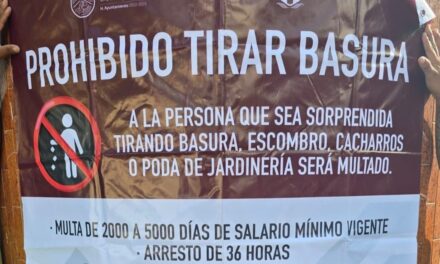 H. Ayuntamiento
PROHIBIDO TIRAR BASURA
A LA PERSONA QUE SEA SORPRENDIDA
TIRANDO BASURA, ESCOMBRO, CACHARROS
O PODA DE JARDINERÍA SERÁ MULTADO.
· MULTA DE 2000 A 5000 DÍAS DE SALARIO MÍNIMO VIGENTE
· ARRESTO DE 36 HORAS